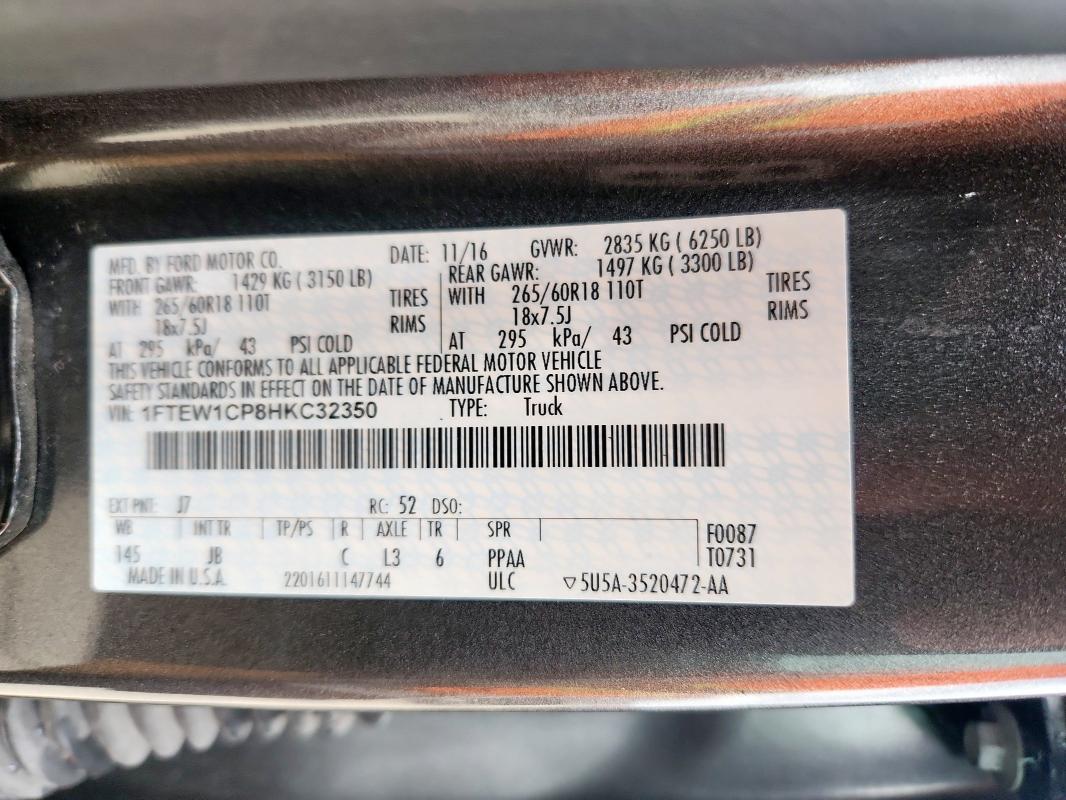 MFD. BY FORD MOTOR CO. DATE: 11/16 GVWR: 2835 KG ( 6250 LB)
FRONT GAWR: 1429 KG ( 3150 LB) REAR GAWR: 1497 KG ( 3300 LB)
WITH 265/60R18 110T TIRES WITH 265/60R18 110T TIRES
18x7.5J RIMS 18x7.5J RIMS
AT 295 kPa/ 43 PSI COLD AT 295 kPa/ 43 PSI COLD
THIS VEHICLE CONFORMS TO ALL APPLICABLE FEDERAL MOTOR VEHICLE
SAFETY STANDARDS IN EFFECT ON THE DATE OF MANUFACTURE SHOWN ABOVE.
VIN: 1FTEW1CP8HKC32350 TYPE: Truck
EXT PNT: J7 RC: 52 DSO:
WB INT TR TP/PS R AXLE TR SPR F0087
145 JB C L3 6 PPAA T0731
MADE IN U.S.A. 2201611147744 ULC ▽5U5A-3520472-AA